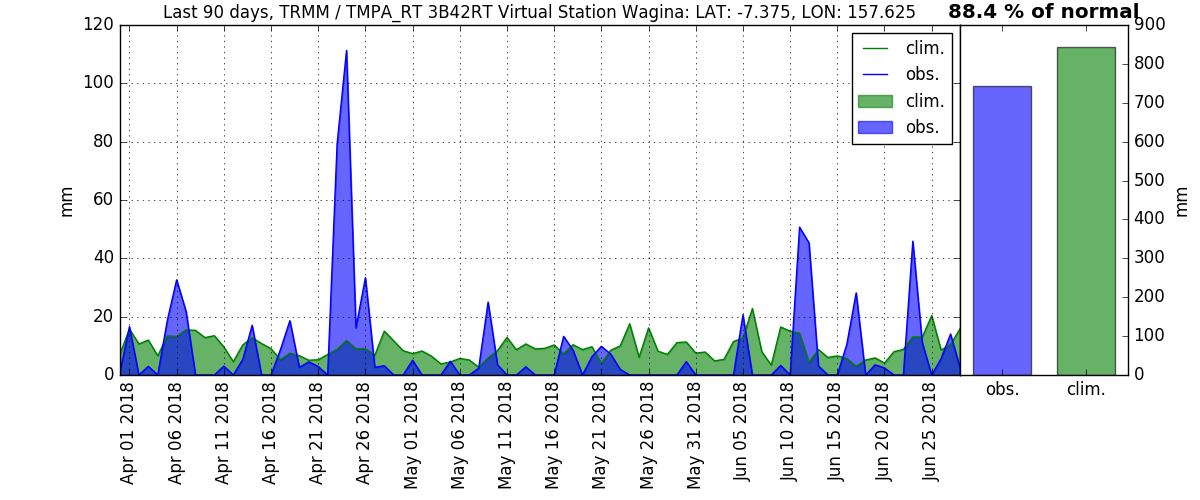 Last 90 days, TRMM / TMPA_RT 3B42RT Virtual Station Wagina: LAT: -7.375, LON: 157.625
88.4 % of normal
120
100
80
60
40
20
0
mm
clim.
obs.
clim.
obs.
900
800
700
600
500
400
300
200
100
0
mm
Apr 01 2018
Apr 06 2018
Apr 11 2018
Apr 16 2018
Apr 21 2018
Apr 26 2018
May 01 2018
May 06 2018
May 11 2018
May 16 2018
May 21 2018
May 26 2018
May 31 2018
Jun 05 2018
Jun 10 2018
Jun 15 2018
Jun 20 2018
Jun 25 2018
obs.
clim.